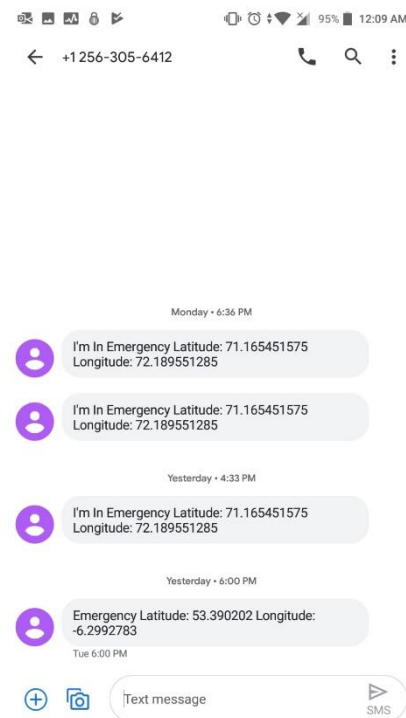 95% 12:09 AM
+1 256-305-6412
Monday • 6:36 PM
I'm In Emergency Latitude: 71.165451575
Longitude: 72.189551285
I'm In Emergency Latitude: 71.165451575
Longitude: 72.189551285
Yesterday • 4:33 PM
I'm In Emergency Latitude: 71.165451575
Longitude: 72.189551285
Yesterday • 6:00 PM
Emergency Latitude: 53.390202 Longitude:
-6.2992783
Tue 6:00 PM
Text message
SMS